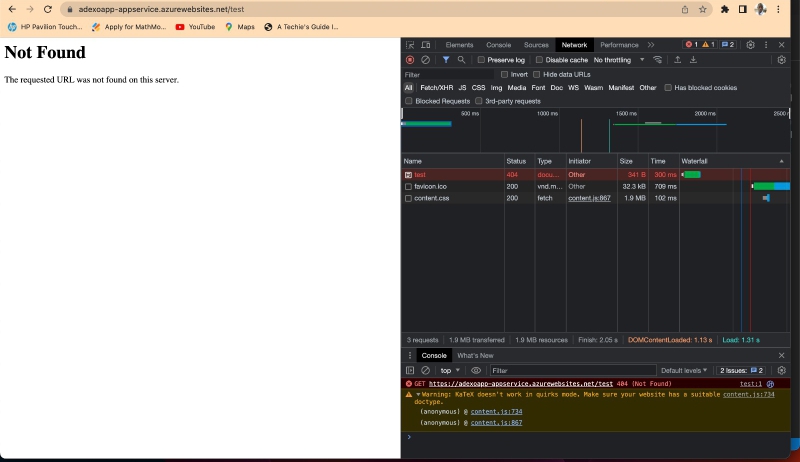 adexoapp-appservice.azurewebsites.net/test
HP Pavilion Touch... Apply for MathMo... YouTube Maps A Techie's Guide I...
Not Found
The requested URL was not found on this server.
Elements Console Sources Network Performance » 1 1 2
Preserve log Disable cache No throttling
Filter Invert Hide data URLs
All Fetch/XHR JS CSS Img Media Font Doc WS Wasm Manifest Other Has blocked cookies
Blocked Requests 3rd-party requests
500 ms 1000 ms 1500 ms 2000 ms 2500 r
Name Status Type Initiator Size Time Waterfall
test 404 docu... Other 341 B 300 ms
favicon.ico 200 vnd.m... Other 32.3 kB 709 ms
content.css 200 fetch content.js:867 1.9 MB 102 ms
3 requests 1.9 MB transferred 1.9 MB resources Finish: 2.05 s DOMContentLoaded: 1.13 s Load: 1.31 s
Console What's New
top Filter Default levels 2 Issues: 2
GET https://adexoapp-appservice.azurewebsites.net/test 404 (Not Found) test:1
Warning: KaTeX doesn't work in quirks mode. Make sure your website has a suitable content.js:734
doctype.
(anonymous) @ content.js:734
(anonymous) @ content.js:867